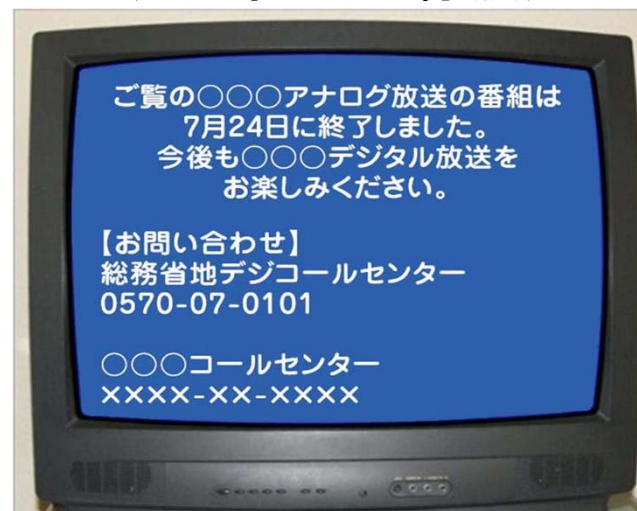 ご覧の○○○アナログ放送の番組は
7月24日に終了しました。
今後も○○○デジタル放送を
お楽しみください。
【お問い合わせ】
総務省地デジコールセンター
0570-07-0101
○○○コールセンター
××××-××-××××